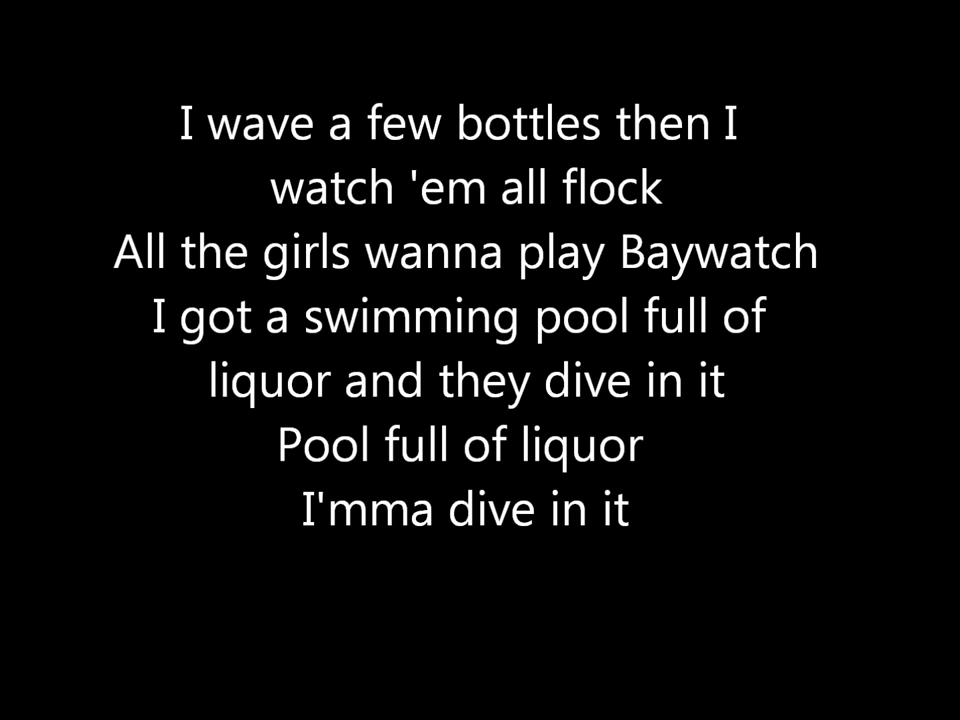 I wave a few bottles then I
watch 'em all flock
All the girls wanna play Baywatch
I got a swimming pool full of
liquor and they dive in it
Pool full of liquor
I'mma dive in it